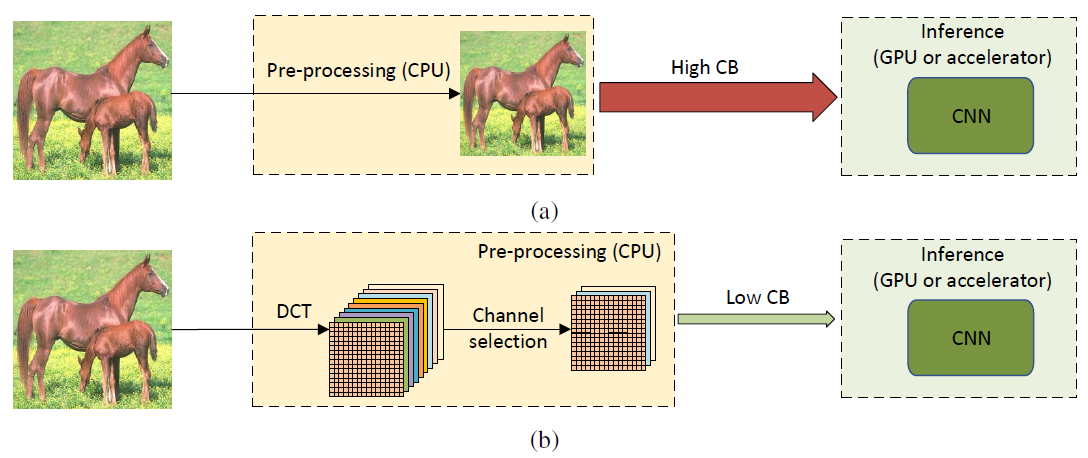 Pre-processing (CPU)
High CB
Inference
(GPU or accelerator)
CNN
(a)
Pre-processing (CPU)
DCT
Channel
selection
Low CB
Inference
(GPU or accelerator)
CNN
(b)